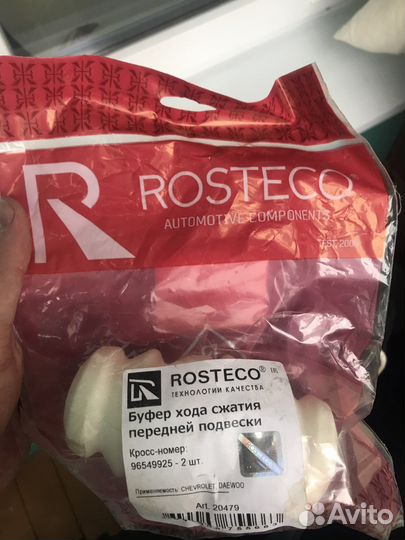 ROSTECO®
AUTOMOTIVE COMPONENTS
ROSTECO®
ТЕХНОЛОГИИ КАЧЕСТВА
Буфер хода сжатия
передней подвески
Кросс-номер:
96549925 - 2 шт.
Применяемость: CHEVROLET, DAEWOO
Art. 20479
Avito